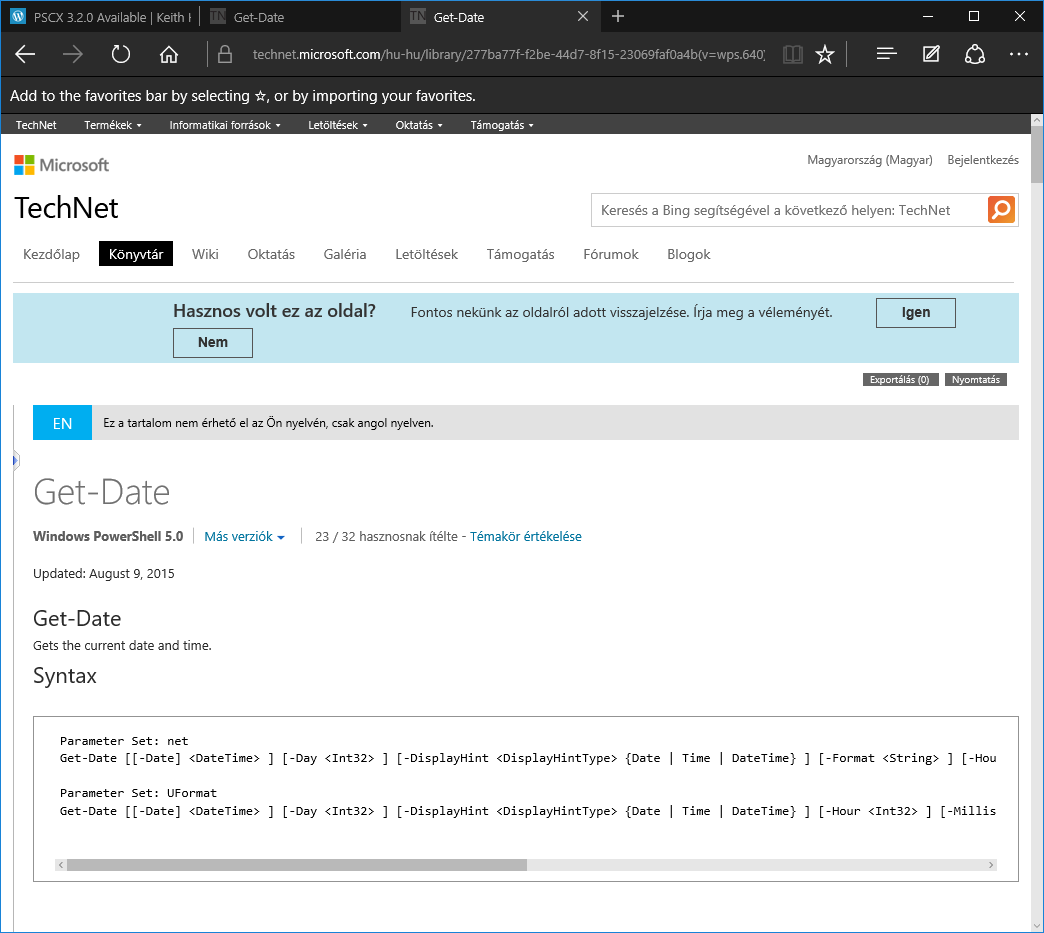 PSCX 3.2.0 Available | Keith
Get-Date
Get-Date
technet.microsoft.com/hu-hu/library/277ba77f-f2be-44d7-8f15-23069faf0a4b(v=wps.640)
Add to the favorites bar by selecting ☆, or by importing your favorites.
TechNet Termékek Informatikai források Letöltések Oktatás Támogatás
Microsoft
Magyarország (Magyar) Bejelentkezés
TechNet
Keresés a Bing segítségével a következő helyen: TechNet
Kezdőlap Könyvtár Wiki Oktatás Galéria Letöltések Támogatás Fórumok Blogok
Hasznos volt ez az oldal? Fontos nekünk az oldalról adott visszajelzése. Írja meg a véleményét. Igen
Nem
Exportálás (0) Nyomtatás
EN Ez a tartalom nem érhető el az Ön nyelvén, csak angol nyelven.
Get-Date
Windows PowerShell 5.0 Más verziók 23 / 32 hasznosnak ítélte - Témakör értékelése
Updated: August 9, 2015
Get-Date
Gets the current date and time.
Syntax
Parameter Set: net
Get-Date [[-Date] <DateTime> ] [-Day <Int32> ] [-DisplayHint <DisplayHintType> {Date | Time | DateTime} ] [-Format <String> ] [-Hou
Parameter Set: UFormat
Get-Date [[-Date] <DateTime> ] [-Day <Int32> ] [-DisplayHint <DisplayHintType> {Date | Time | DateTime} ] [-Hour <Int32> ] [-Millis